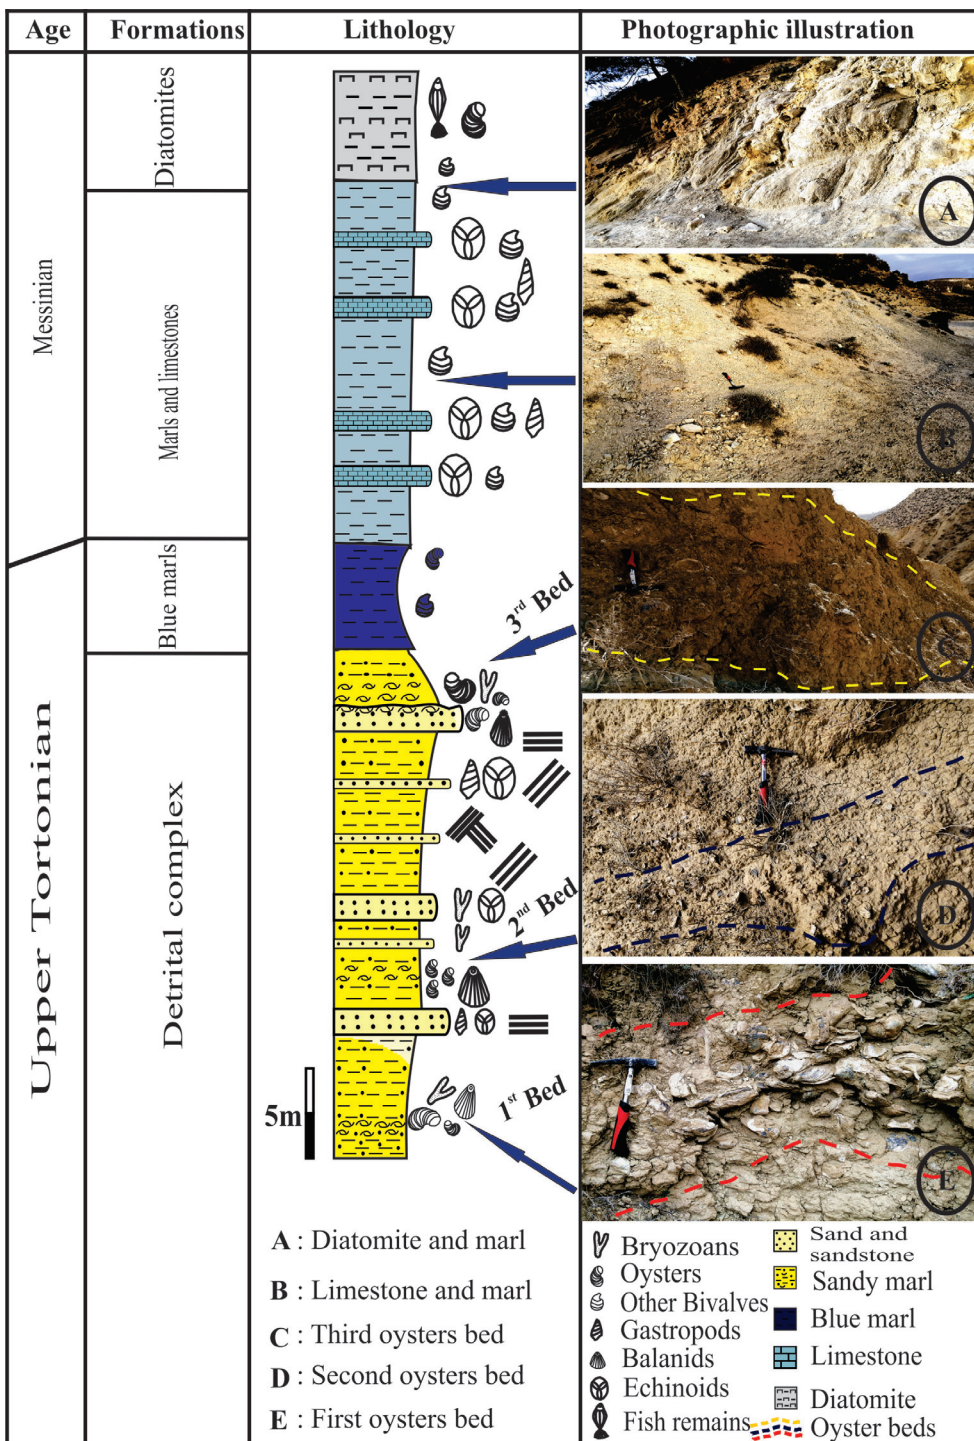 Age Formations Lithology Photographic illustration
Messinian
Upper Tortonian
Diatomites
Marls and limestones
Blue marls
Detrital complex
3rd Bed
2nd Bed
1st Bed
5m
A
B
C
D
E
A : Diatomite and marl
B : Limestone and marl
C : Third oysters bed
D : Second oysters bed
E : First oysters bed
Bryozoans
Oysters
Other Bivalves
Gastropods
Balanids
Echinoids
Fish remains
Sand and
sandstone
Sandy marl
Blue marl
Limestone
Diatomite
Oyster beds